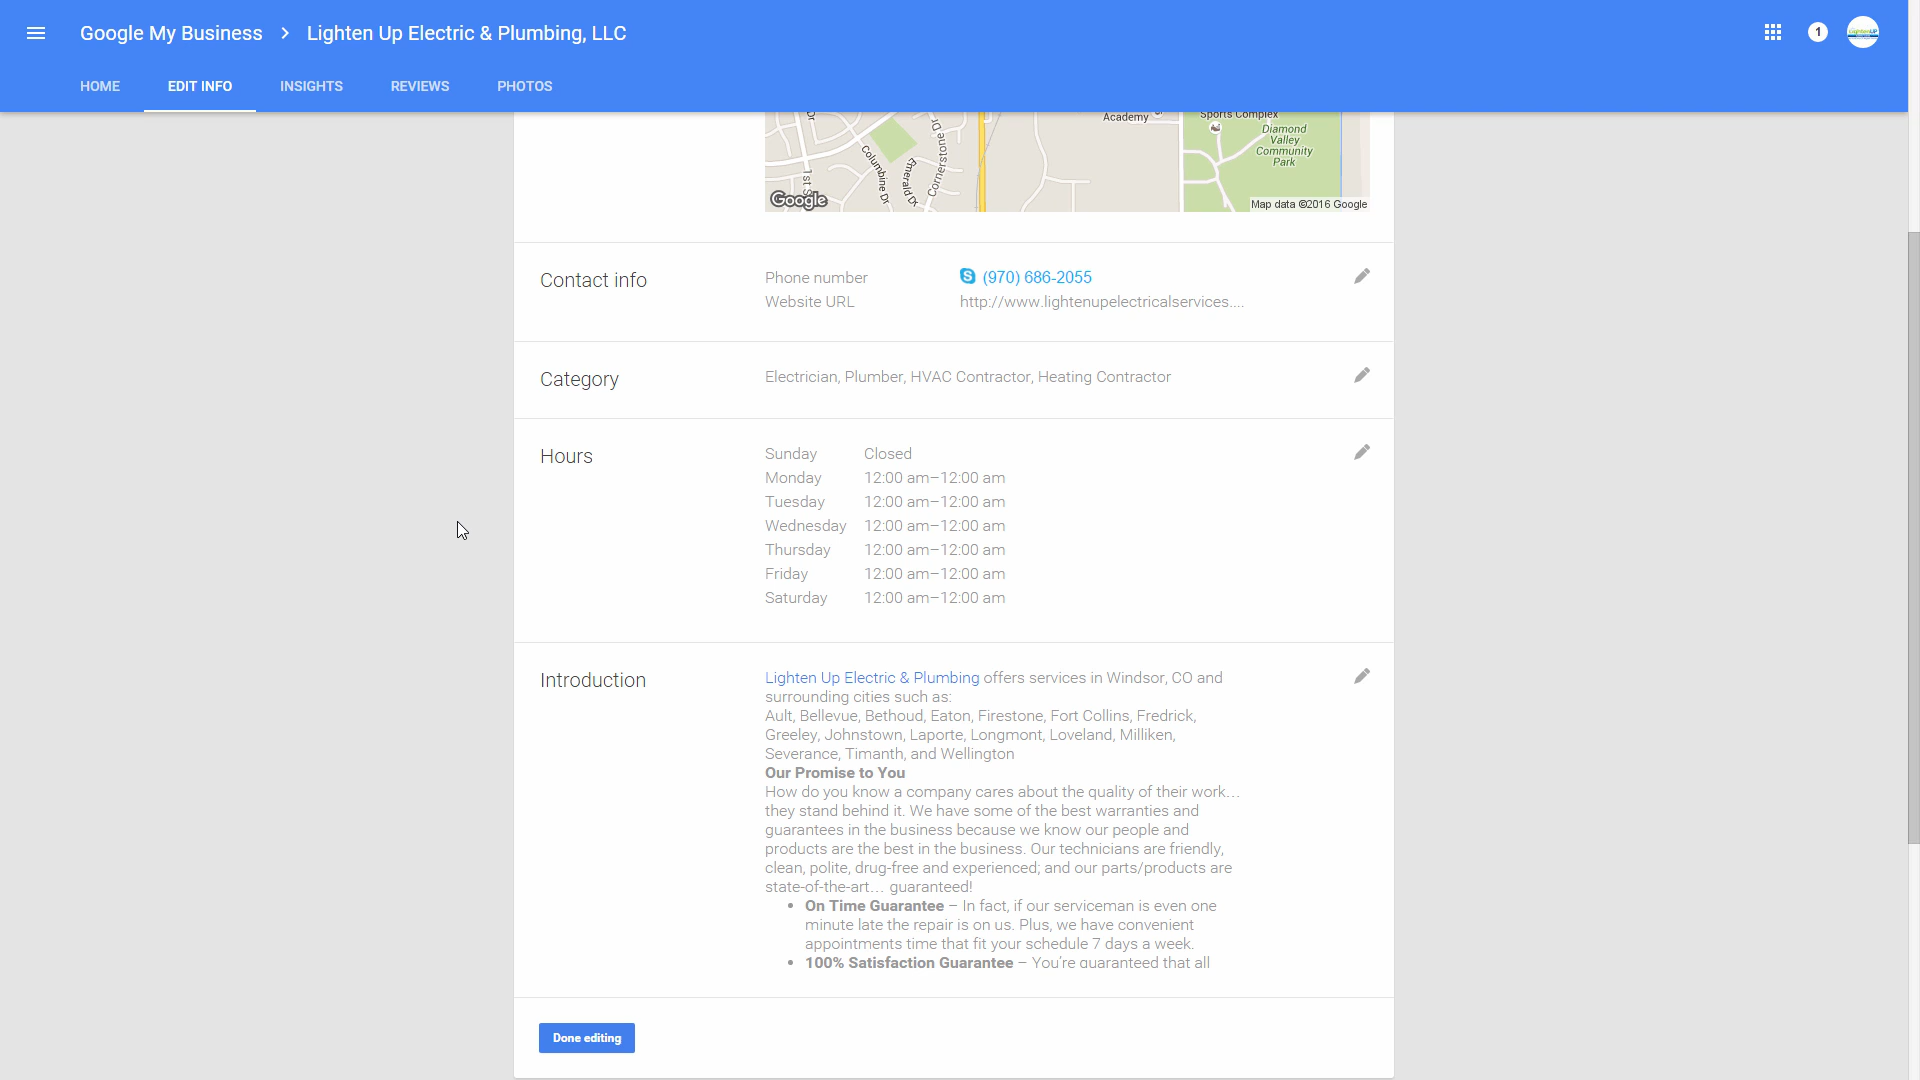 Google My Business > Lighten Up Electric & Plumbing, LLC
1
HOME EDIT INFO INSIGHTS REVIEWS PHOTOS
Academy
Sports Complex
Diamond
Valley
Community
Park
Dr
1st St
Columbine Dr
Emerald Dr
Cornerstone Dr
Google
Map data ©2016 Google
Contact info
Phone number (970) 686-2055
Website URL http://www.lightenupelectricalservices....
Category Electrician, Plumber, HVAC Contractor, Heating Contractor
Hours
Sunday Closed
Monday 12:00 am–12:00 am
Tuesday 12:00 am–12:00 am
Wednesday 12:00 am–12:00 am
Thursday 12:00 am–12:00 am
Friday 12:00 am–12:00 am
Saturday 12:00 am–12:00 am
Introduction
Lighten Up Electric & Plumbing offers services in Windsor, CO and
surrounding cities such as:
Ault, Bellevue, Bethoud, Eaton, Firestone, Fort Collins, Fredrick,
Greeley, Johnstown, Laporte, Longmont, Loveland, Milliken,
Severance, Timanth, and Wellington
Our Promise to You
How do you know a company cares about the quality of their work…
they stand behind it. We have some of the best warranties and
guarantees in the business because we know our people and
products are the best in the business. Our technicians are friendly,
clean, polite, drug-free and experienced; and our parts/products are
state-of-the-art… guaranteed!
• On Time Guarantee – In fact, if our serviceman is even one
minute late the repair is on us. Plus, we have convenient
appointments time that fit your schedule 7 days a week.
• 100% Satisfaction Guarantee – You're guaranteed that all
Done editing